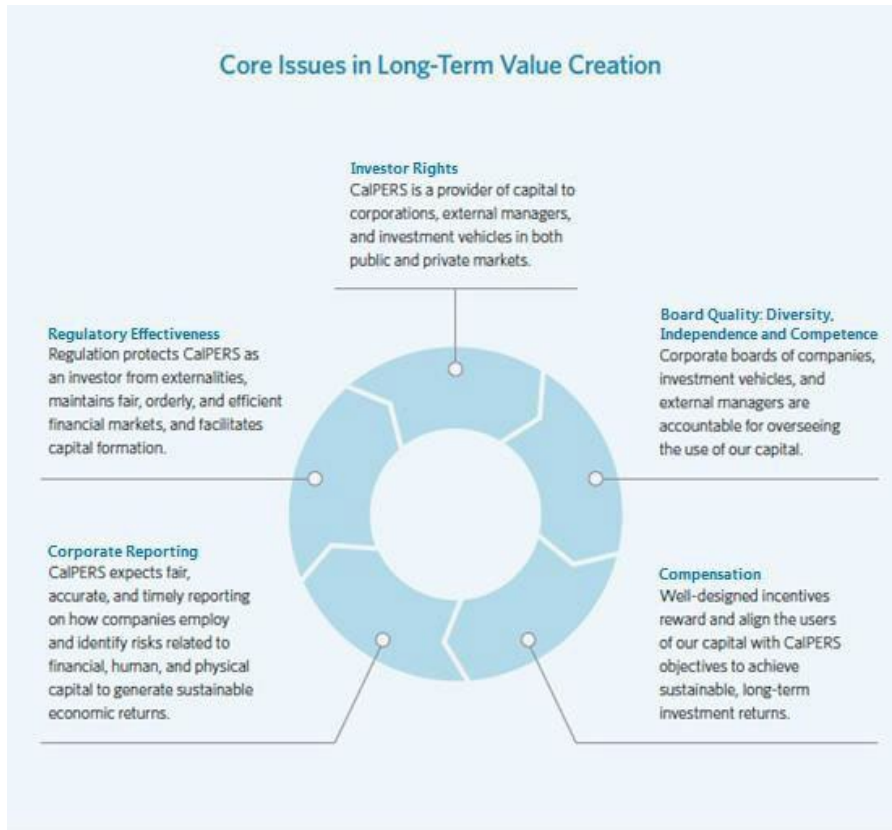 Core Issues in Long-Term Value Creation
Investor Rights
CalPERS is a provider of capital to
corporations, external managers,
and investment vehicles in both
public and private markets.
Board Quality: Diversity,
Independence and Competence
Corporate boards of companies,
investment vehicles, and
external managers are
accountable for overseeing
the use of our capital.
Compensation
Well-designed incentives
reward and align the users
of our capital with CalPERS
objectives to achieve
sustainable, long-term
investment returns.
Corporate Reporting
CalPERS expects fair,
accurate, and timely reporting
on how companies employ
and identify risks related to
financial, human, and physical
capital to generate sustainable
economic returns.
Regulatory Effectiveness
Regulation protects CalPERS as
an investor from externalities,
maintains fair, orderly, and efficient
financial markets, and facilitates
capital formation.